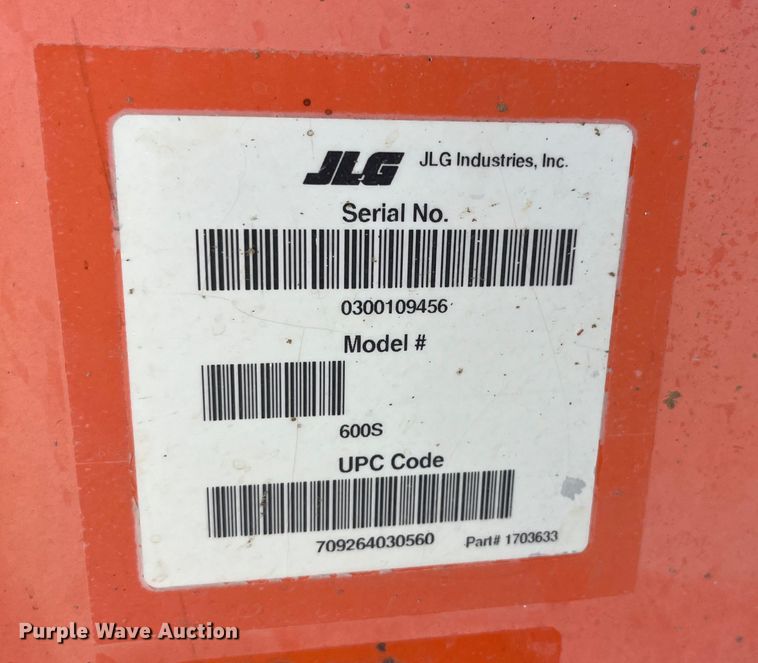 JLG JLG Industries, Inc.
Serial No.
0300109456
Model #
600S
UPC Code
709264030560 Part# 1703633
Purple Wave Auction